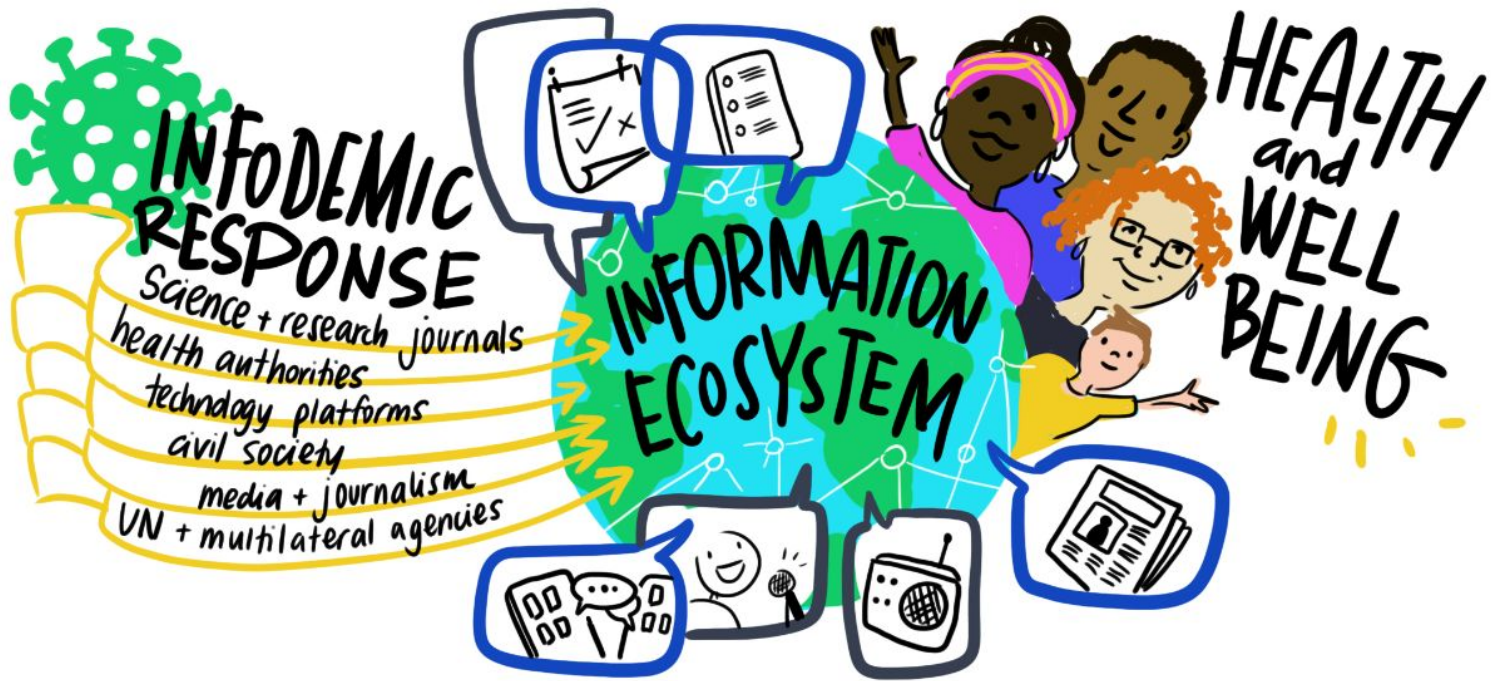 INFODEMIC
RESPONSE
Science + research journals
health authorities
technology platforms
civil society
media + journalism
UN + multilateral agencies
INFORMATION
ECOSYSTEM
HEALTH
and
WELL
BEING